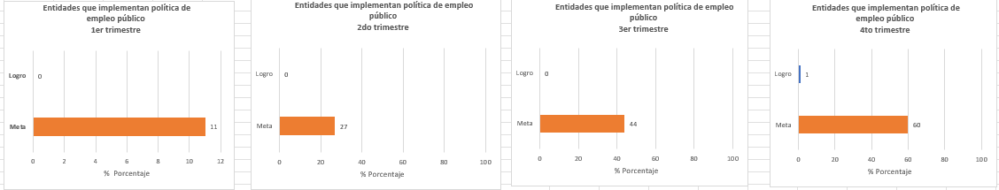 Entidades que implementan política de
empleo público
1er trimestre
Logro
0
Meta
11
0 2 4 6 8 10 12
% Porcentaje
Entidades que implementan política de empleo
público
2do trimestre
Logro
0
Meta
27
0 20 40 60 80 100
% Porcentaje
Entidades que implementan política de empleo
público
3er trimestre
Logro
0
Meta
44
0 20 40 60 80 100
% Porcentaje
Entidades que implementan política de
empleo público
4to trimestre
Logro
1
Meta
60
0 20 40 60 80 100
% Porcentaje